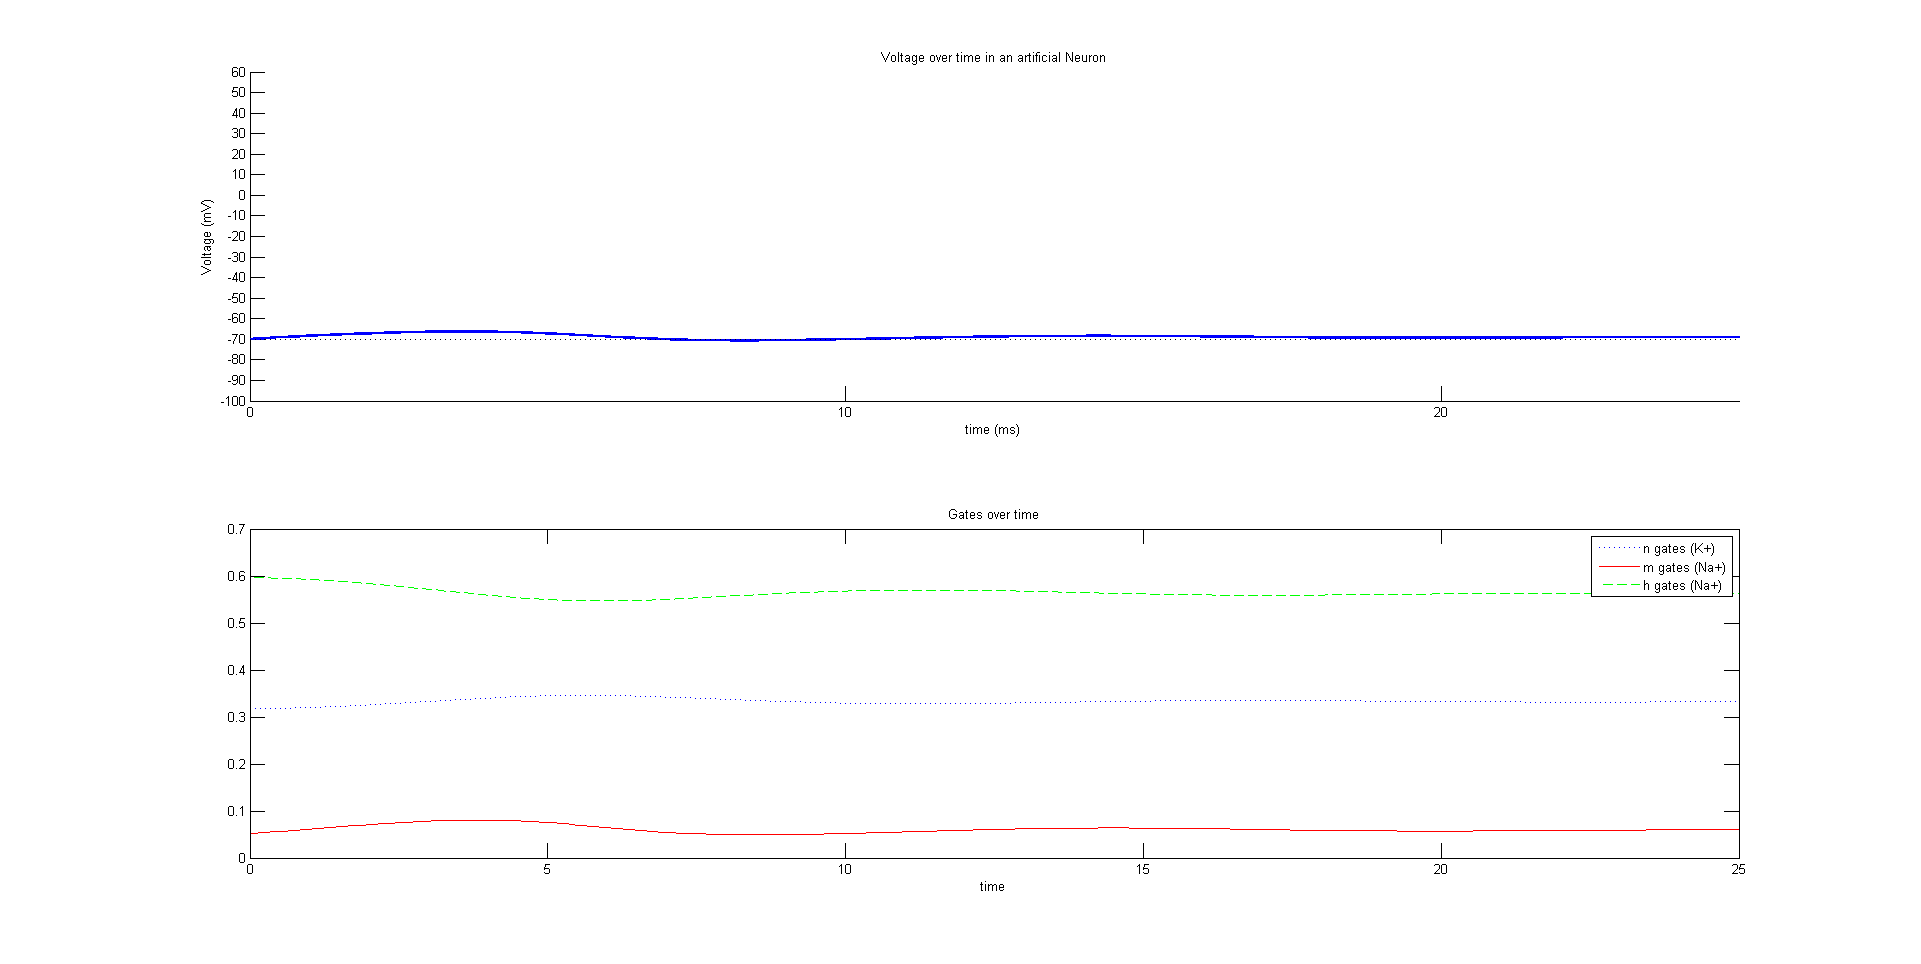 Voltage over time in an artificial Neuron
60
50
40
30
20
10
0
-10
-20
-30
-40
-50
-60
-70
-80
-90
-100
Voltage (mV)
0 10 20
time (ms)
Gates over time
0.7
0.6
0.5
0.4
0.3
0.2
0.1
0
n gates (K+)
m gates (Na+)
h gates (Na+)
0 5 10 15 20 25
time